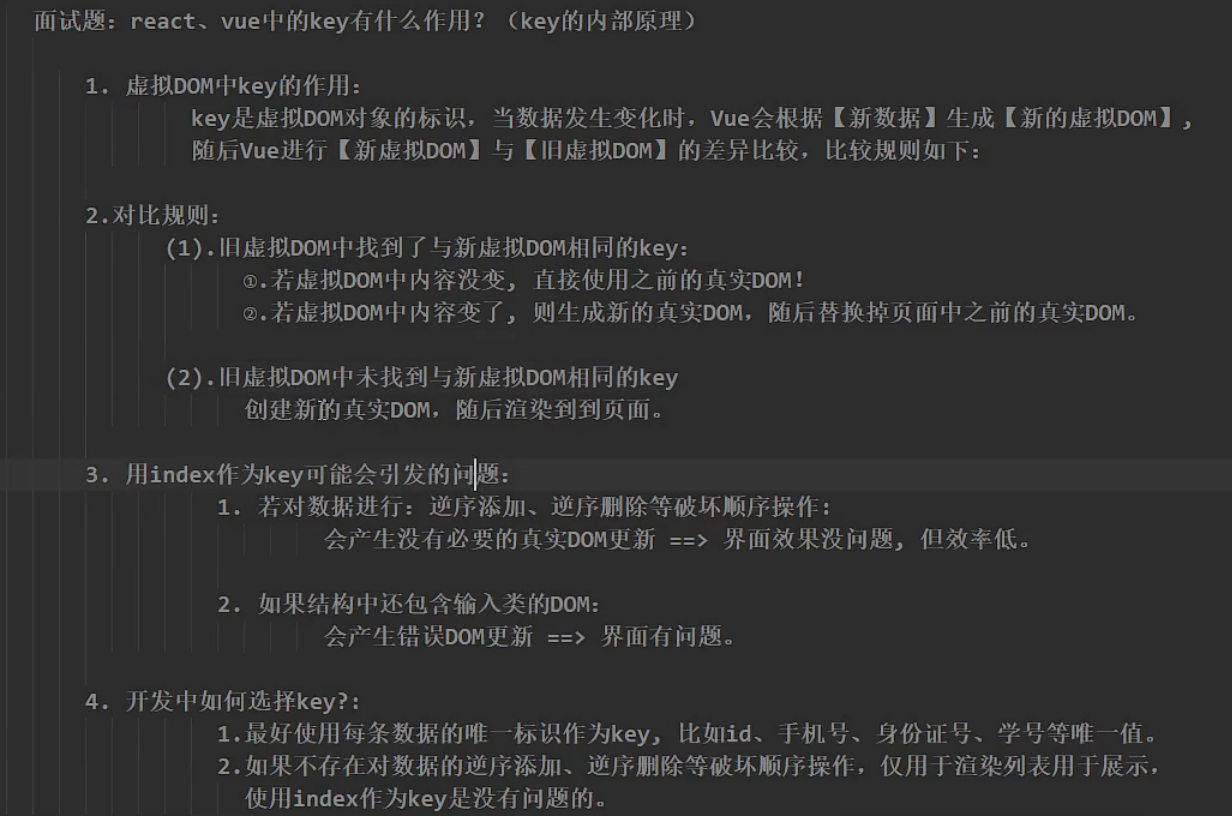 面试题：react、vue中的key有什么作用？（key的内部原理）
1. 虚拟DOM中key的作用：
key是虚拟DOM对象的标识，当数据发生变化时，Vue会根据【新数据】生成【新的虚拟DOM】,
随后Vue进行【新虚拟DOM】与【旧虚拟DOM】的差异比较，比较规则如下：
2.对比规则：
(1).旧虚拟DOM中找到了与新虚拟DOM相同的key：
①.若虚拟DOM中内容没变, 直接使用之前的真实DOM！
②.若虚拟DOM中内容变了, 则生成新的真实DOM，随后替换掉页面中之前的真实DOM。
(2).旧虚拟DOM中未找到与新虚拟DOM相同的key
创建新的真实DOM，随后渲染到到页面。
3. 用index作为key可能会引发的问题：
1. 若对数据进行：逆序添加、逆序删除等破坏顺序操作:
会产生没有必要的真实DOM更新 ==> 界面效果没问题, 但效率低。
2. 如果结构中还包含输入类的DOM：
会产生错误DOM更新 ==> 界面有问题。
4. 开发中如何选择key?:
1.最好使用每条数据的唯一标识作为key, 比如id、手机号、身份证号、学号等唯一值。
2.如果不存在对数据的逆序添加、逆序删除等破坏顺序操作，仅用于渲染列表用于展示，
使用index作为key是没有问题的。